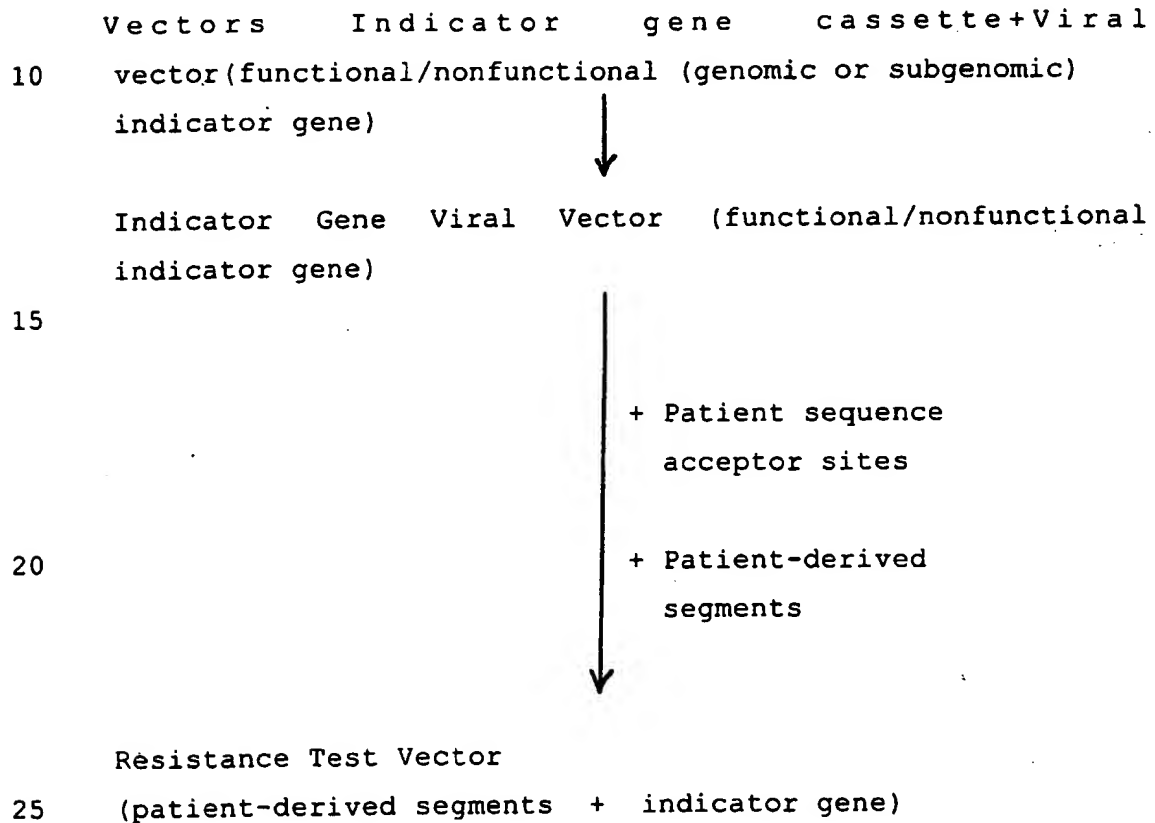 Vectors Indicator gene cassette+Viral
10 vector(functional/nonfunctional (genomic or subgenomic)
indicator gene)
Indicator Gene Viral Vector (functional/nonfunctional
indicator gene)
15
+ Patient sequence
acceptor sites
20 + Patient-derived
segments
Resistance Test Vector
25 (patient-derived segments + indicator gene)